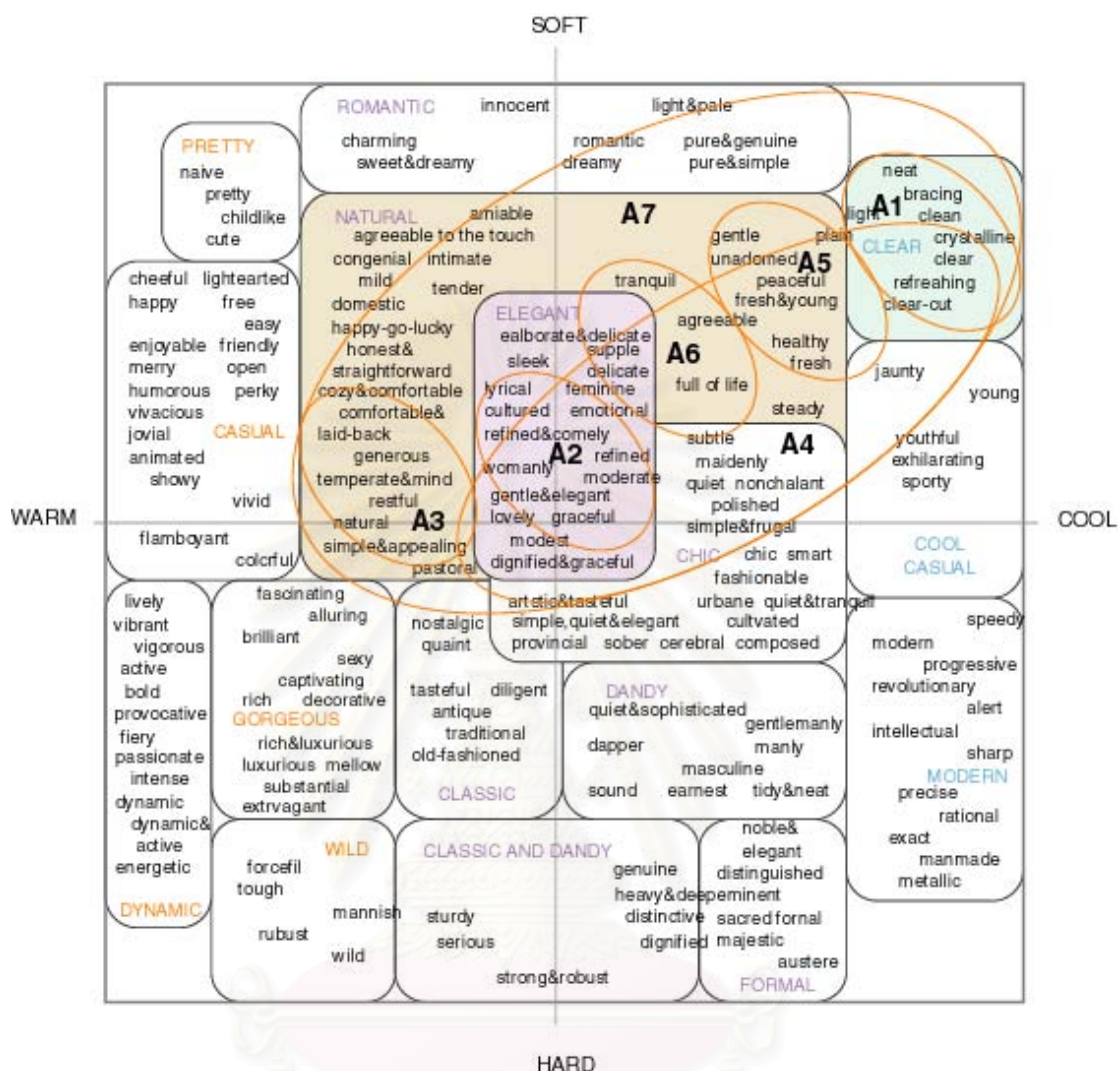 SOFT
ROMANTIC innocent light&pale
charming romantic pure&genuine
sweet&dreamy dreamy pure&simple
PRETTY
naive
pretty
childlike
cute
neat
bracing
light A1 clean
CLEAR crystalline
clear
refreahing
clear-cut
NATURAL amiable A7
agreeable to the touch gentle plain
congenial intimate unadorned A5
mild tranquil peaceful
tender fresh&young
domestic agreeable
happy-go-lucky healthy
honest& A6 fresh
straightforward full of life
cozy&comfortable steady
comfortable&
laid-back
generous
temperate&mind
restful
natural A3
simple&appealing
pastoral
ELEGANT
ealborate&delicate
sleek supple
delicate
lyrical feminine
cultured emotional
refined&comely
womanly A2 refined
moderate
gentle&elegant
lovely graceful
modest
dignified&graceful
cheeful lightearted
happy free
easy
enjoyable friendly
merry open
humorous perky
vivacious
jovial CASUAL
animated
showy
vivid
flamboyant
colorful
WARM
COOL
subtle A4
maidenly
quiet nonchalant
polished
simple&frugal
CHIC chic smart
fashionable
artstic&tasteful urbane quiet&tranquil
simple,quiet&elegant cultivated
provincial sober cerebral composed
jaunty
young
youthful
exhilarating
sporty
COOL
CASUAL
lively
vibrant
vigorous
active
bold
provocative
fiery
passionate
intense
dynamic
dynamic&
active
energetic
DYNAMIC
fascinating
alluring
brilliant
sexy
captivating
rich decorative
GORGEOUS
rich&luxurious
luxurious mellow
substantial
extrvagant
nostalgic
quaint
tasteful diligent
antique
traditional
old-fashioned
CLASSIC
DANDY
quiet&sophisticated
gentlemanly
dapper manly
masculine
sound earnest tidy&neat
speedy
modern
progressive
revolutionary
alert
intellectual
sharp
MODERN
precise
rational
exact
manmade
metallic
WILD
forcefil
tough
mannish
rubust
wild
CLASSIC AND DANDY
genuine
heavy&deep
sturdy distinctive
serious dignified
strong&robust
noble&
elegant
distinguished
eminent
sacred fornal
majestic
austere
FORMAL
HARD